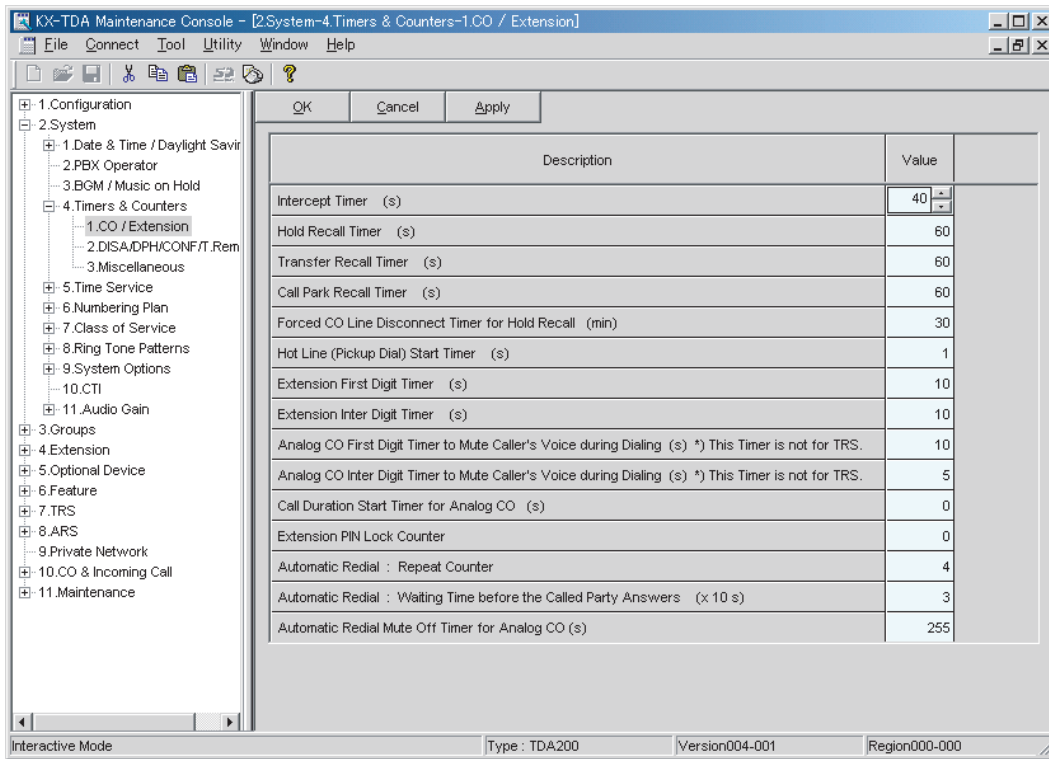 KX-TDA Maintenance Console - [2.System-4.Timers & Counters-1.CO / Extension]
File Connect Tool Utility Window Help
1.Configuration
2.System
1.Date & Time / Daylight Savin
2.PBX Operator
3.BGM / Music on Hold
4.Timers & Counters
1.CO / Extension
2.DISA/DPH/CONF/T.Rem
3.Miscellaneous
5.Time Service
6.Numbering Plan
7.Class of Service
8.Ring Tone Patterns
9.System Options
10.CTI
11.Audio Gain
3.Groups
4.Extension
5.Optional Device
6.Feature
7.TRS
8.ARS
9.Private Network
10.CO & Incoming Call
11.Maintenance
OK Cancel Apply
Description Value
Intercept Timer (s) 40
Hold Recall Timer (s) 60
Transfer Recall Timer (s) 60
Call Park Recall Timer (s) 60
Forced CO Line Disconnect Timer for Hold Recall (min) 30
Hot Line (Pickup Dial) Start Timer (s) 1
Extension First Digit Timer (s) 10
Extension Inter Digit Timer (s) 10
Analog CO First Digit Timer to Mute Caller's Voice during Dialing (s) *) This Timer is not for TRS. 10
Analog CO Inter Digit Timer to Mute Caller's Voice during Dialing (s) *) This Timer is not for TRS. 5
Call Duration Start Timer for Analog CO (s) 0
Extension PIN Lock Counter 0
Automatic Redial : Repeat Counter 4
Automatic Redial : Waiting Time before the Called Party Answers (x 10 s) 3
Automatic Redial Mute Off Timer for Analog CO (s) 255
Interactive Mode Type : TDA200 Version004-001 Region000-000